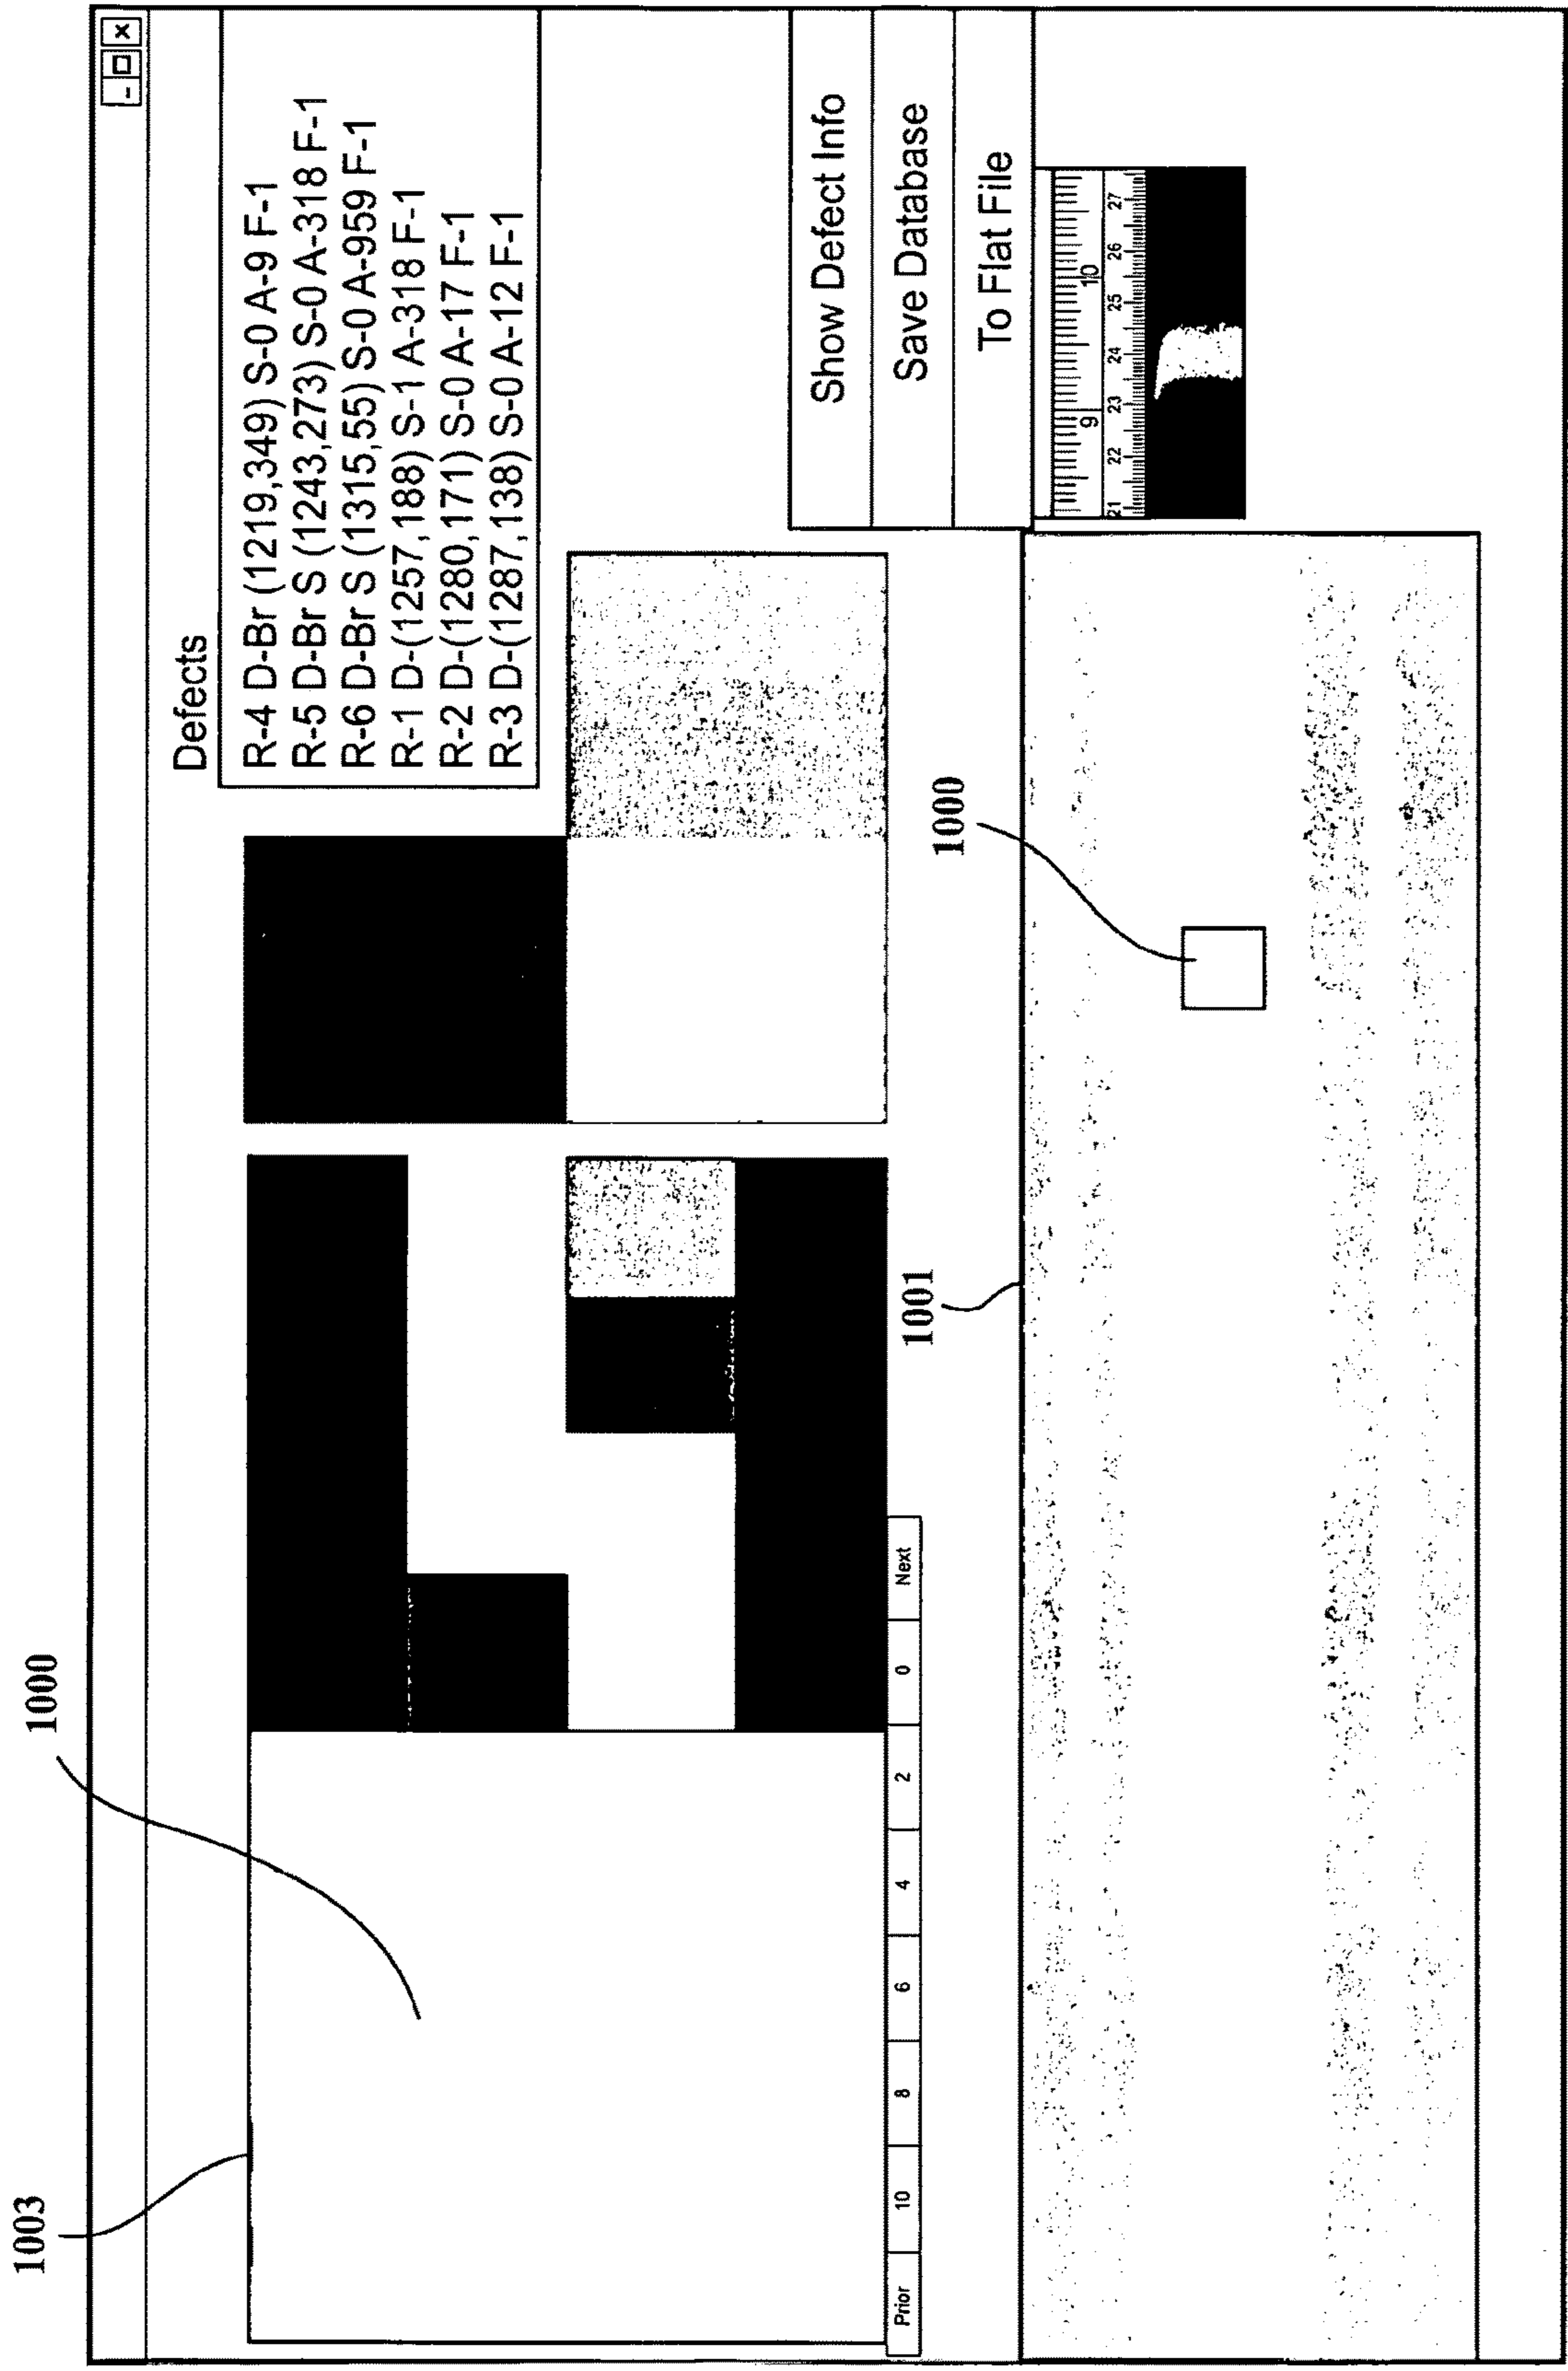 1003
1000
- □ x
Defects
R-4 D-Br (1219,349) S-0 A-9 F-1
R-5 D-Br S (1243,273) S-0 A-318 F-1
R-6 D-Br S (1315,55) S-0 A-959 F-1
R-1 D-(1257,188) S-1 A-318 F-1
R-2 D-(1280,171) S-0 A-17 F-1
R-3 D-(1287,138) S-0 A-12 F-1
Prior 10 8 6 4 2 0 Next
Show Defect Info
Save Database
To Flat File
1001
1000
9 10
21 22 23 24 25 26 27